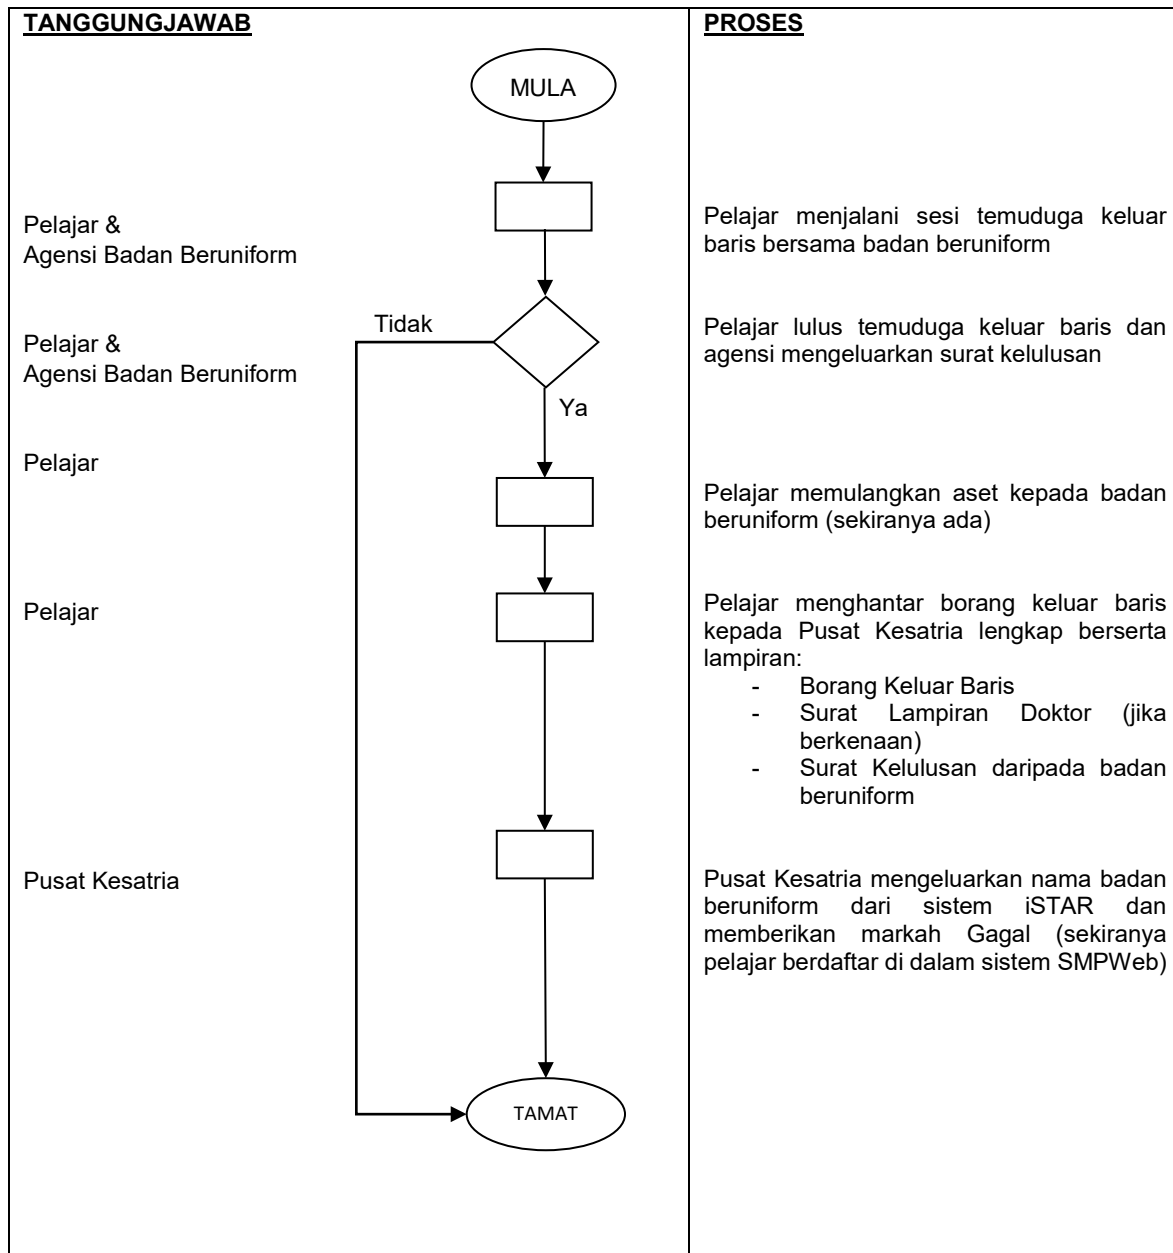 TANGGUNGJAWAB
PROSES
MULA
Pelajar &
Agensi Badan Beruniform
Pelajar menjalani sesi temuduga keluar
baris bersama badan beruniform
Tidak
Pelajar &
Agensi Badan Beruniform
Pelajar lulus temuduga keluar baris dan
agensi mengeluarkan surat kelulusan
Ya
Pelajar
Pelajar memulangkan aset kepada badan
beruniform (sekiranya ada)
Pelajar
Pelajar menghantar borang keluar baris
kepada Pusat Kesatria lengkap berserta
lampiran:
- Borang Keluar Baris
- Surat Lampiran Doktor (jika
berkenaan)
- Surat Kelulusan daripada badan
beruniform
Pusat Kesatria
Pusat Kesatria mengeluarkan nama badan
beruniform dari sistem iSTAR dan
memberikan markah Gagal (sekiranya
pelajar berdaftar di dalam sistem SMPWeb)
TAMAT